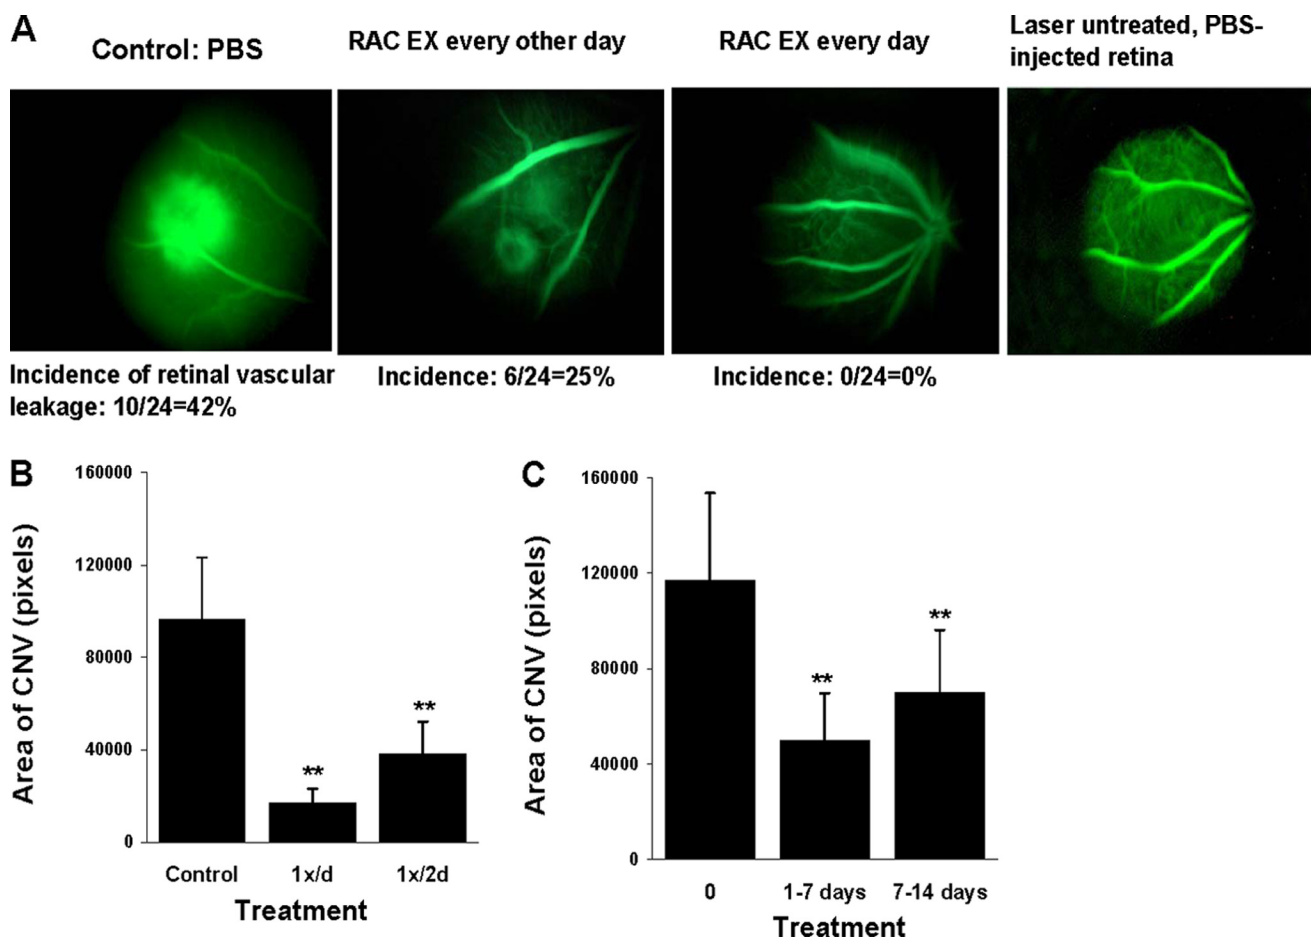 A
Control: PBS
RAC EX every other day
RAC EX every day
Laser untreated, PBS-
injected retina
Incidence of retinal vascular
leakage: 10/24=42%
Incidence: 6/24=25%
Incidence: 0/24=0%
B
Area of CNV (pixels)
160000
120000
80000
40000
0
**
**
Control
1x/d
1x/2d
Treatment
C
Area of CNV (pixels)
160000
120000
80000
40000
0
**
**
0
1-7 days
7-14 days
Treatment